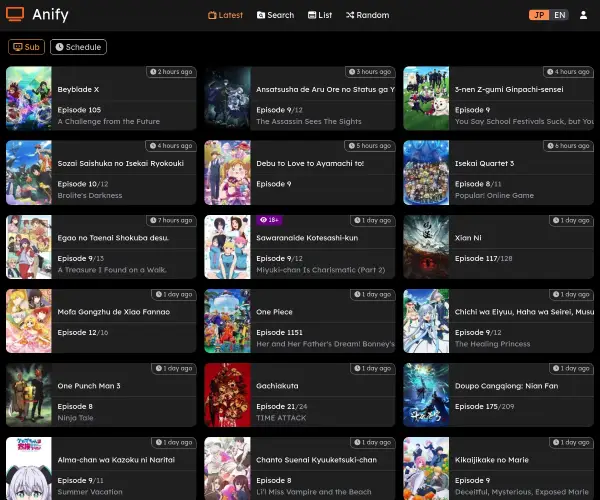 Anify
Latest
Search
List
Random
JP EN
Sub
Schedule
2 hours ago
Beyblade X
Episode 105
A Challenge from the Future
3 hours ago
Ansatsusha de Aru Ore no Status ga Y
Episode 9/12
The Assassin Sees The Sights
4 hours ago
3-nen Z-gumi Ginpachi-sensei
Episode 9
You Say School Festivals Suck, but You
4 hours ago
Sozai Saishuka no Isekai Ryokouki
Episode 10/12
Brolite's Darkness
5 hours ago
Debu to Love to Ayamachi to!
Episode 9
6 hours ago
Isekai Quartet 3
Episode 8/11
Popular! Online Game
7 hours ago
Egao no Taenai Shokuba desu.
Episode 9/13
A Treasure I Found on a Walk.
18+
1 day ago
Sawaranaide Kotesashi-kun
Episode 9/12
Miyuki-chan Is Charismatic (Part 2)
1 day ago
Xian Ni
Episode 117/128
1 day ago
Mofa Gongzhu de Xiao Fannao
Episode 12/16
1 day ago
One Piece
Episode 1151
Her and Her Father's Dream! Bonney's
1 day ago
Chichi wa Eiyuu, Haha wa Seirei, Musu
Episode 9/12
The Healing Princess
1 day ago
One Punch Man 3
Episode 8
Ninja Tale
1 day ago
Gachiakuta
Episode 21/24
TIME ATTACK
1 day ago
Doupo Cangqiong: Nian Fan
Episode 175/209
1 day ago
Alma-chan wa Kazoku ni Naritai
Episode 9/11
Summer Vacation
1 day ago
Chanto Suenai Kyuuketsuki-chan
Episode 8
Li'l Miss Vampire and the Beach
1 day ago
Kikaijikake no Marie
Episode 9
Deceitful, Mysterious, Exposed Marie